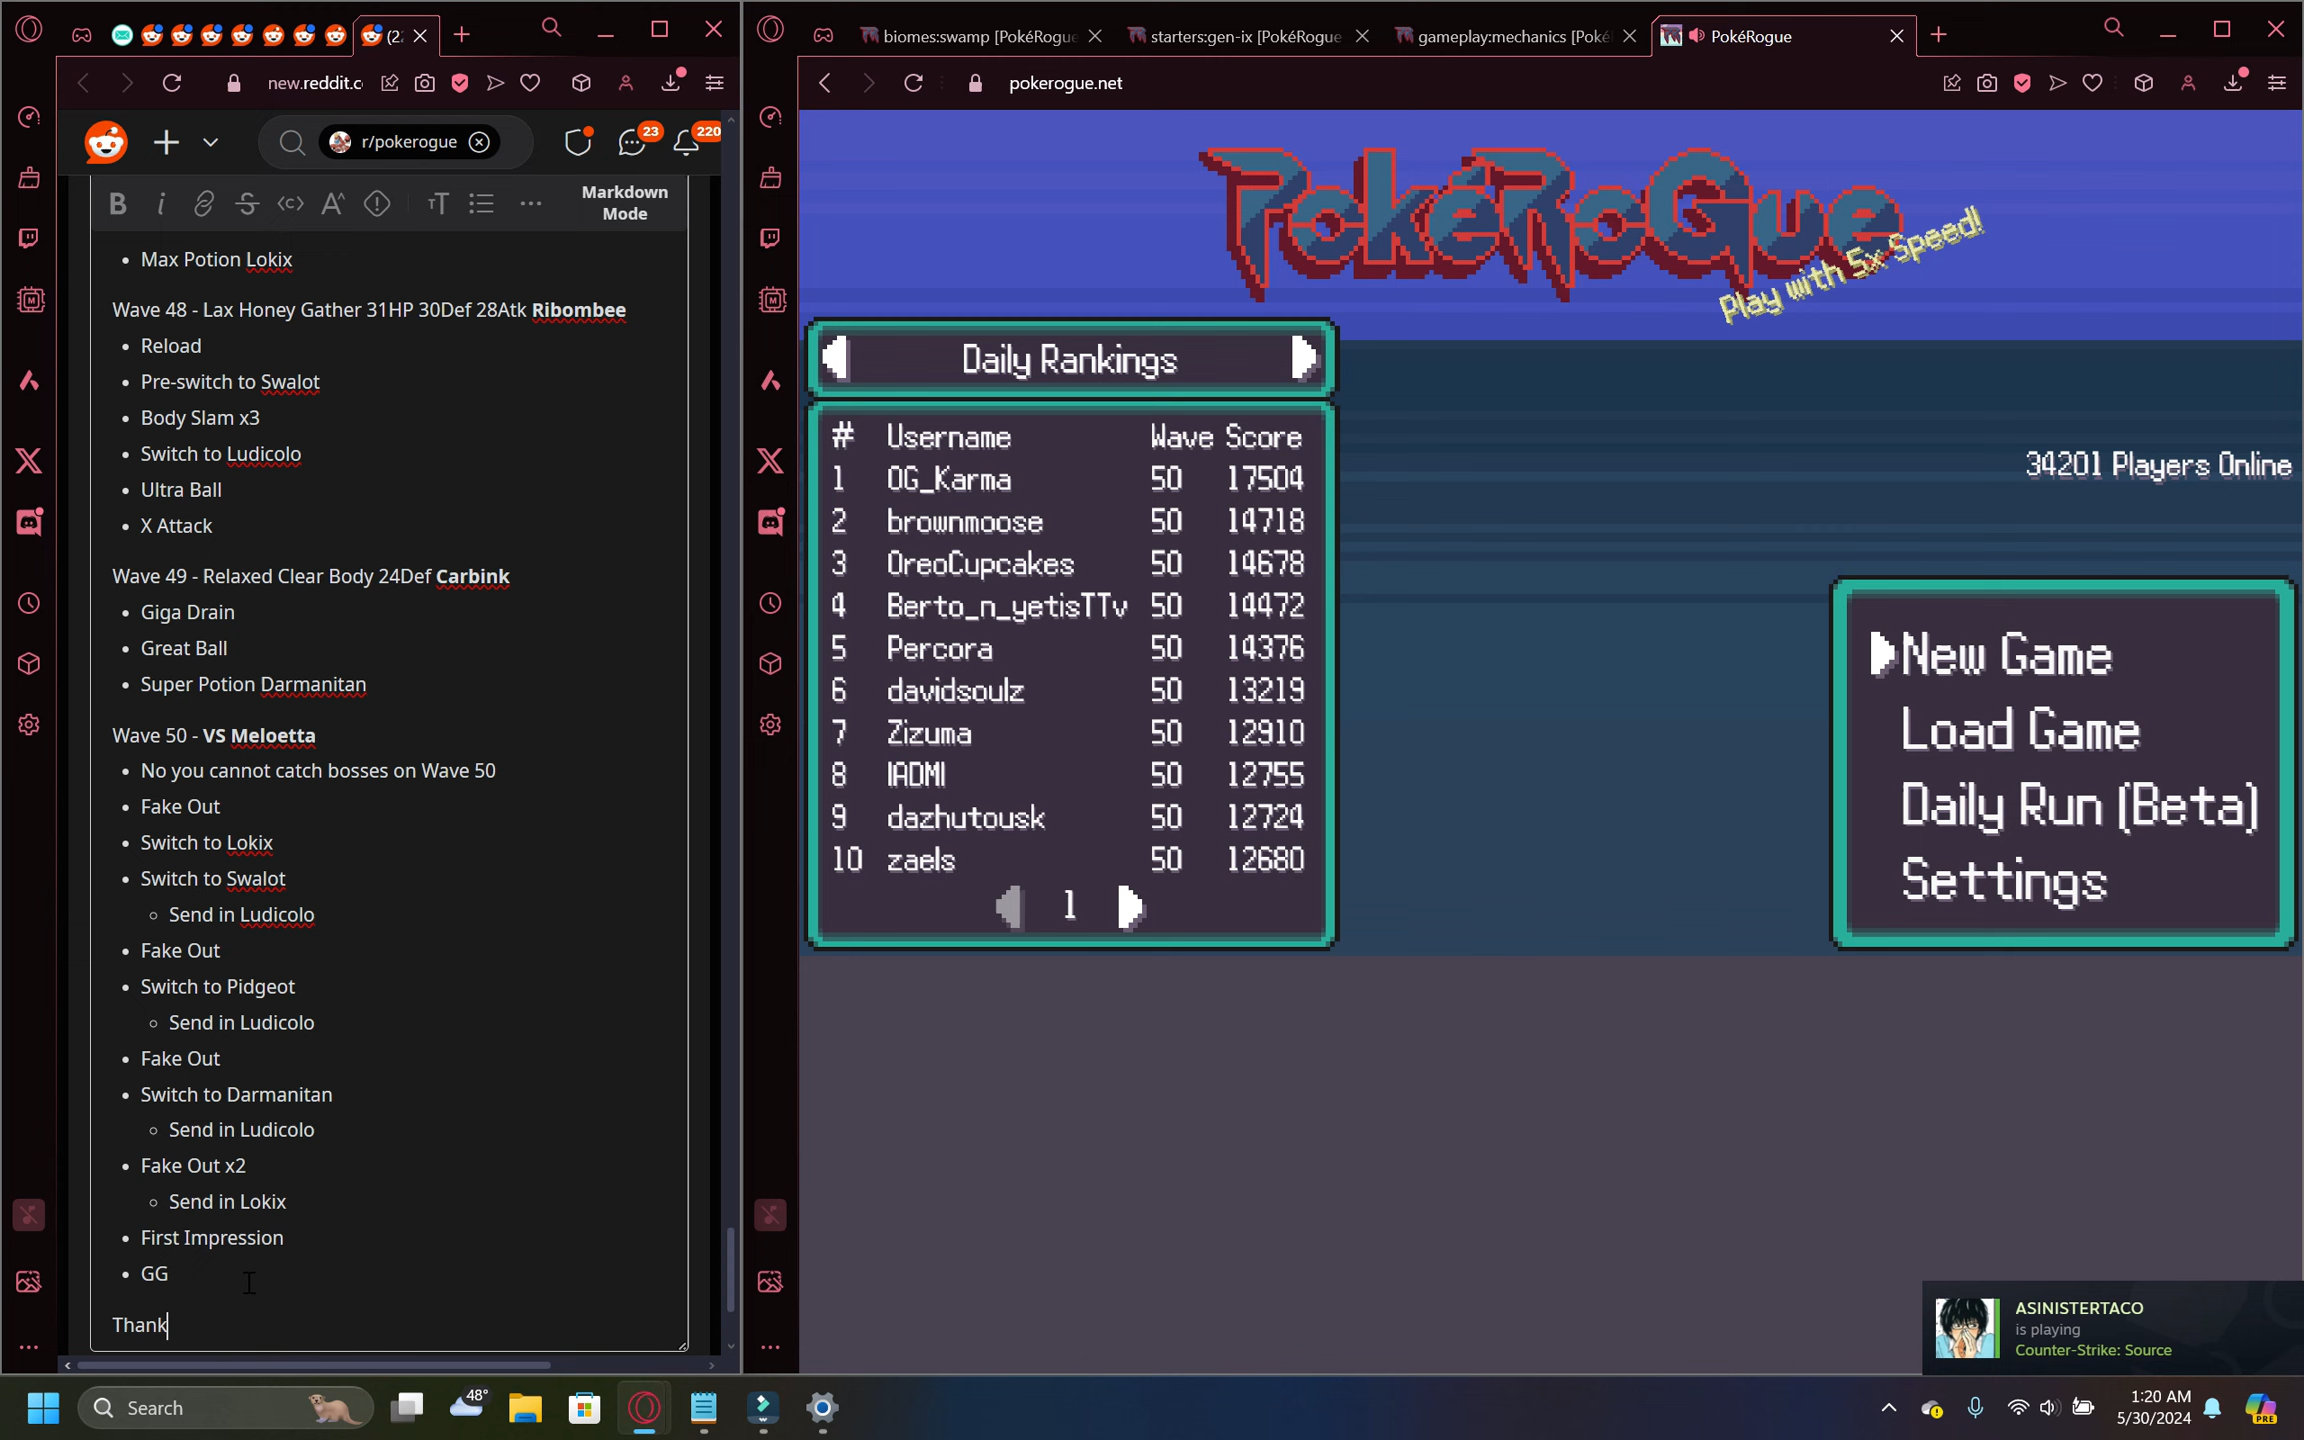 (2
new.reddit.c
r/pokerogue
23
220
B i
Markdown
Mode
Max Potion Lokix
Wave 48 - Lax Honey Gather 31HP 30Def 28Atk Ribombee
Reload
Pre-switch to Swalot
Body Slam x3
Switch to Ludicolo
Ultra Ball
X Attack
Wave 49 - Relaxed Clear Body 24Def Carbink
Giga Drain
Great Ball
Super Potion Darmanitan
Wave 50 - VS Meloetta
No you cannot catch bosses on Wave 50
Fake Out
Switch to Lokix
Switch to Swalot
Send in Ludicolo
Fake Out
Switch to Pidgeot
Send in Ludicolo
Fake Out
Switch to Darmanitan
Send in Ludicolo
Fake Out x2
Send in Lokix
First Impression
GG
Thank
biomes:swamp [PokéRogue
starters:gen-ix [PokéRogue
gameplay:mechanics [Poké
PokéRogue
pokerogue.net
PokéRoGue
Play with 5x Speed!
Daily Rankings
# Username Wave Score
1 OG_Karma 50 17504
2 brownmoose 50 14718
3 OreoCupcakes 50 14678
4 Berto_n_yetisTTv 50 14472
5 Percora 50 14376
6 davidsoulz 50 13219
7 Zizuma 50 12910
8 IADMI 50 12755
9 dazhutousk 50 12724
10 zaels 50 12680
1
34201 Players Online
New Game
Load Game
Daily Run (Beta)
Settings
ASINISTERTACO
is playing
Counter-Strike: Source
Search
48°
1:20 AM
5/30/2024
PRE